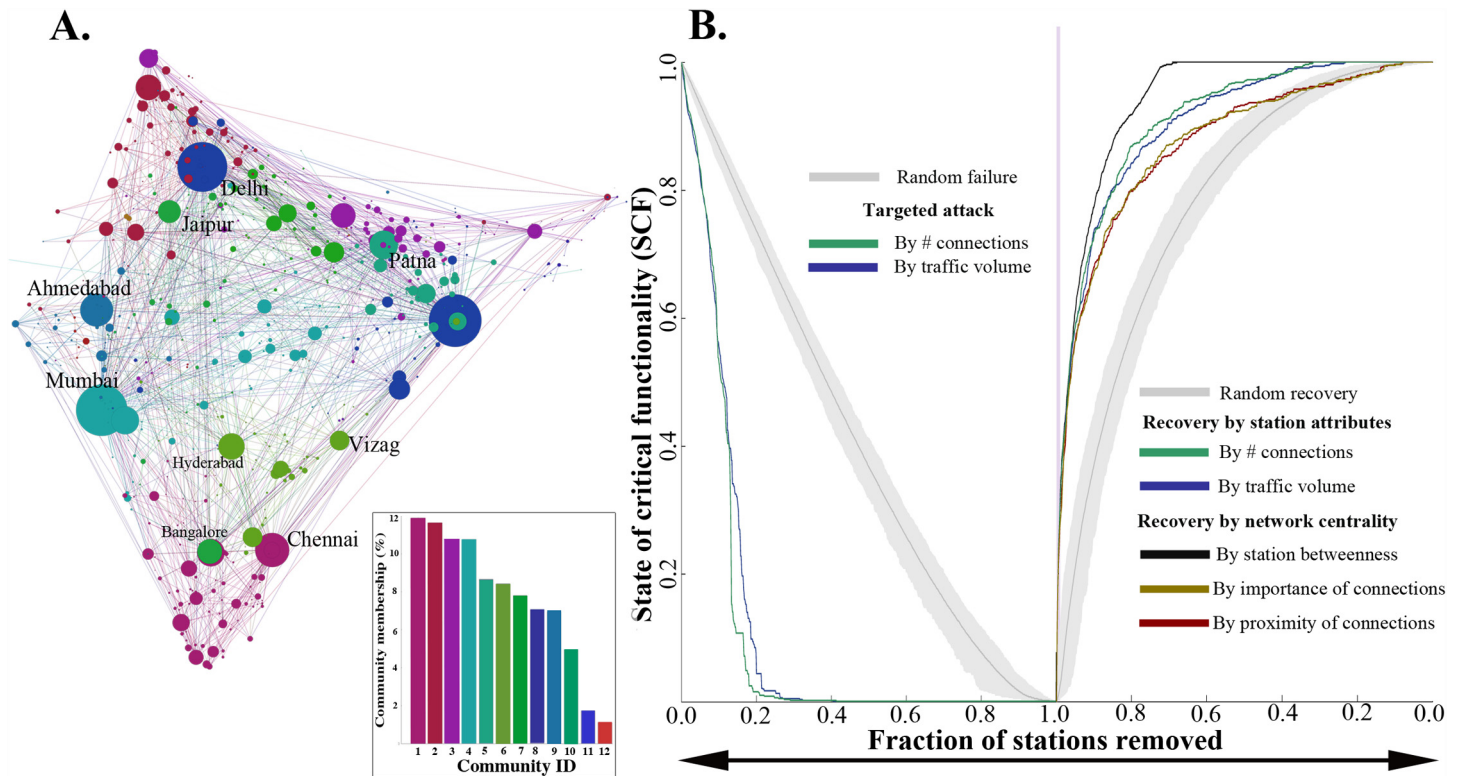 A.
Delhi
Jaipur
Patna
Ahmedabad
Mumbai
Vizag
Hyderabad
Bangalore
Chennai
Community membership (%)
12
10
8
6
4
2
1 2 3 4 5 6 7 8 9 10 11 12
Community ID
B.
State of critical functionality (SCF)
1.0
0.8
0.6
0.4
0.2
Random failure
Targeted attack
By # connections
By traffic volume
Random recovery
Recovery by station attributes
By # connections
By traffic volume
Recovery by network centrality
By station betweenness
By importance of connections
By proximity of connections
0.0 0.2 0.4 0.6 0.8 1.0 0.8 0.6 0.4 0.2 0.0
Fraction of stations removed